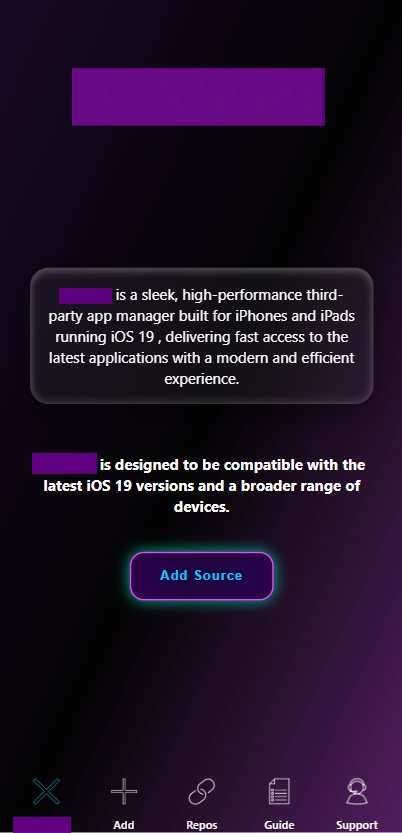 is a sleek, high-performance third-
party app manager built for iPhones and iPads
running iOS 19 , delivering fast access to the
latest applications with a modern and efficient
experience.
is designed to be compatible with the
latest iOS 19 versions and a broader range of
devices.
Add Source
Add Repos Guide Support